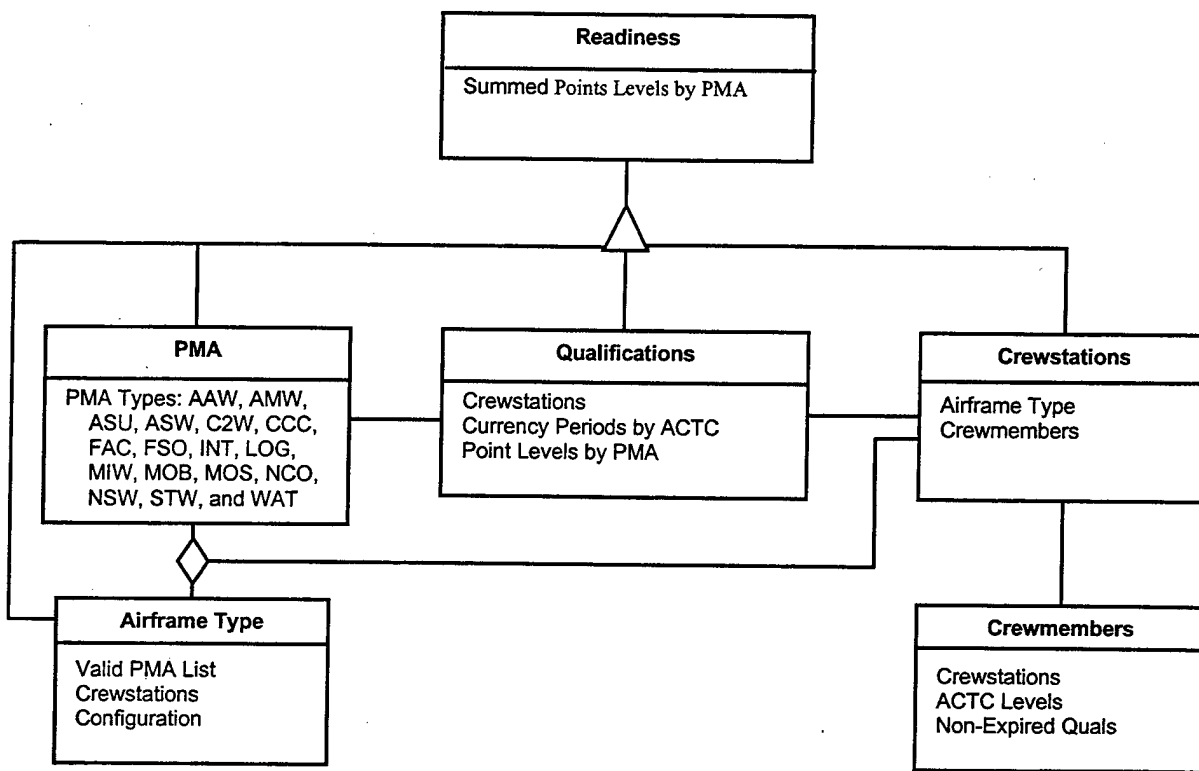 Readiness
Summed Points Levels by PMA
PMA
PMA Types: AAW, AMW,
ASU, ASW, C2W, CCC,
FAC, FSO, INT, LOG,
MIW, MOB, MOS, NCO,
NSW, STW, and WAT
Qualifications
Crewstations
Currency Periods by ACTC
Point Levels by PMA
Crewstations
Airframe Type
Crewmembers
Airframe Type
Valid PMA List
Crewstations
Configuration
Crewmembers
Crewstations
ACTC Levels
Non-Expired Quals